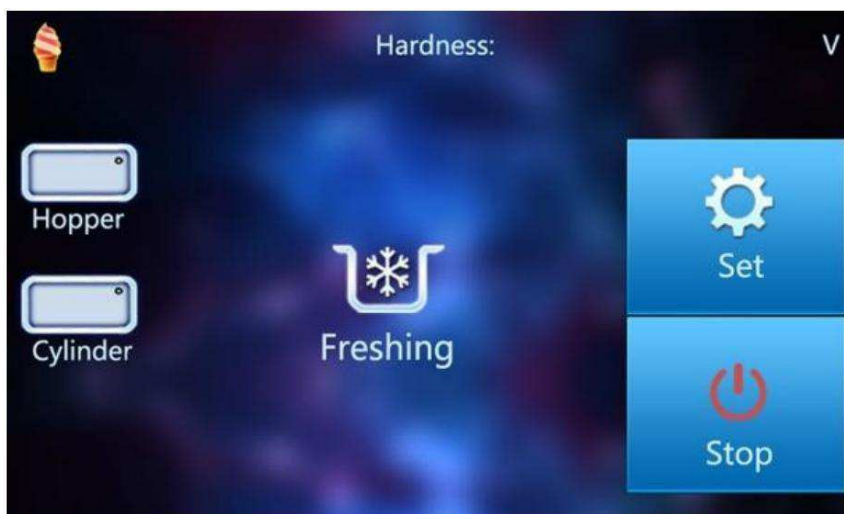 Hardness:
V
Hopper
Set
Cylinder
Freshing
Stop